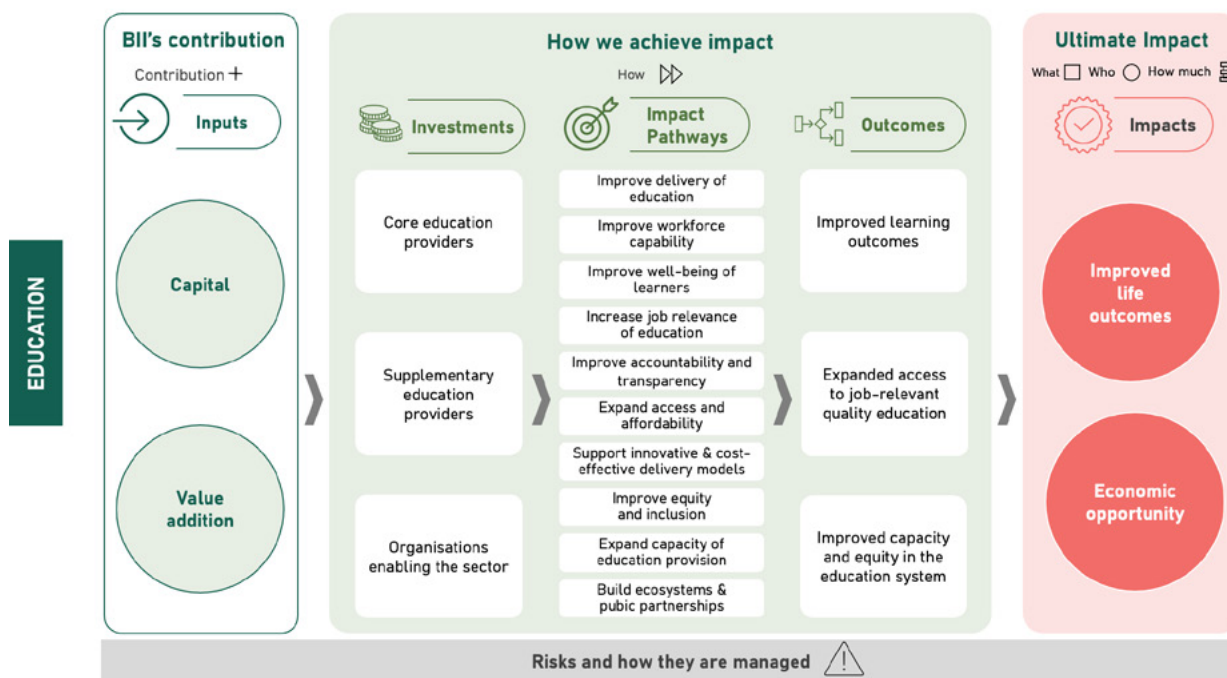 EDUCATION
BII's contribution
Contribution +
Inputs
Capital
Value
addition
How we achieve impact
How
Investments
Core education
providers
Supplementary
education
providers
Organisations
enabling the sector
Impact
Pathways
Improve delivery of
education
Improve workforce
capability
Improve well-being of
learners
Increase job relevance
of education
Improve accountability and
transparency
Expand access and
affordability
Support innovative & cost-
effective delivery models
Improve equity
and inclusion
Expand capacity of
education provision
Build ecosystems &
pubic partnerships
Outcomes
Improved learning
outcomes
Expanded access
to job-relevant
quality education
Improved capacity
and equity in the
education system
Ultimate Impact
What Who How much
Impacts
Improved
life
outcomes
Economic
opportunity
Risks and how they are managed